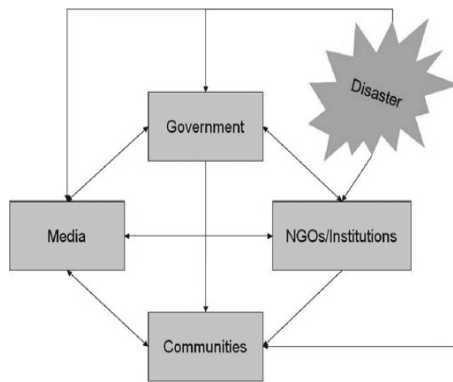 Disaster
Government
Media
NGOs/Institutions
Communities